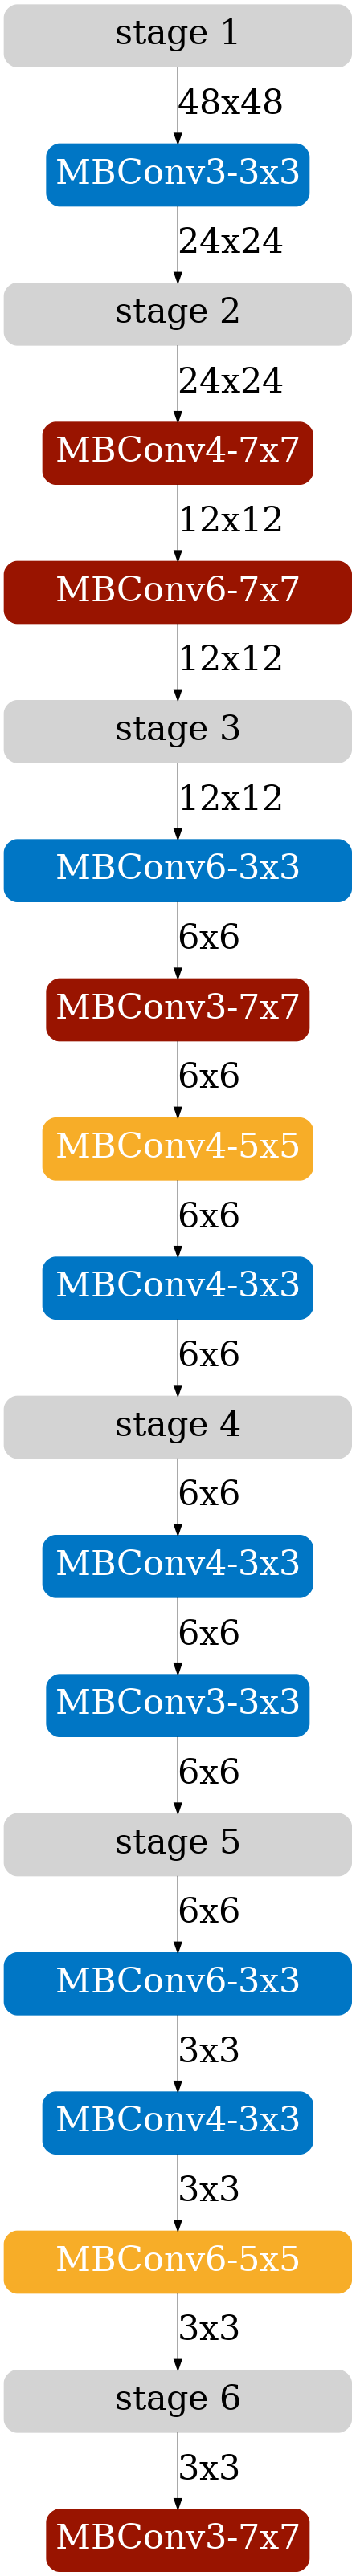 stage 1
48x48
MBConv3-3x3
24x24
stage 2
24x24
MBConv4-7x7
12x12
MBConv6-7x7
12x12
stage 3
12x12
MBConv6-3x3
6x6
MBConv3-7x7
6x6
MBConv4-5x5
6x6
MBConv4-3x3
6x6
stage 4
6x6
MBConv4-3x3
6x6
MBConv3-3x3
6x6
stage 5
6x6
MBConv6-3x3
3x3
MBConv4-3x3
3x3
MBConv6-5x5
3x3
stage 6
3x3
MBConv3-7x7